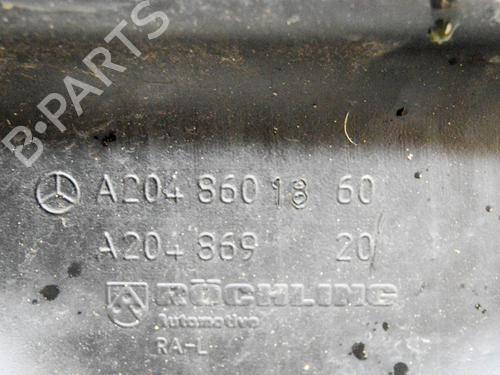 B-PARTS
A204 860 18 60
A204 869 20
RÖCHLING
Automotive
RA-L